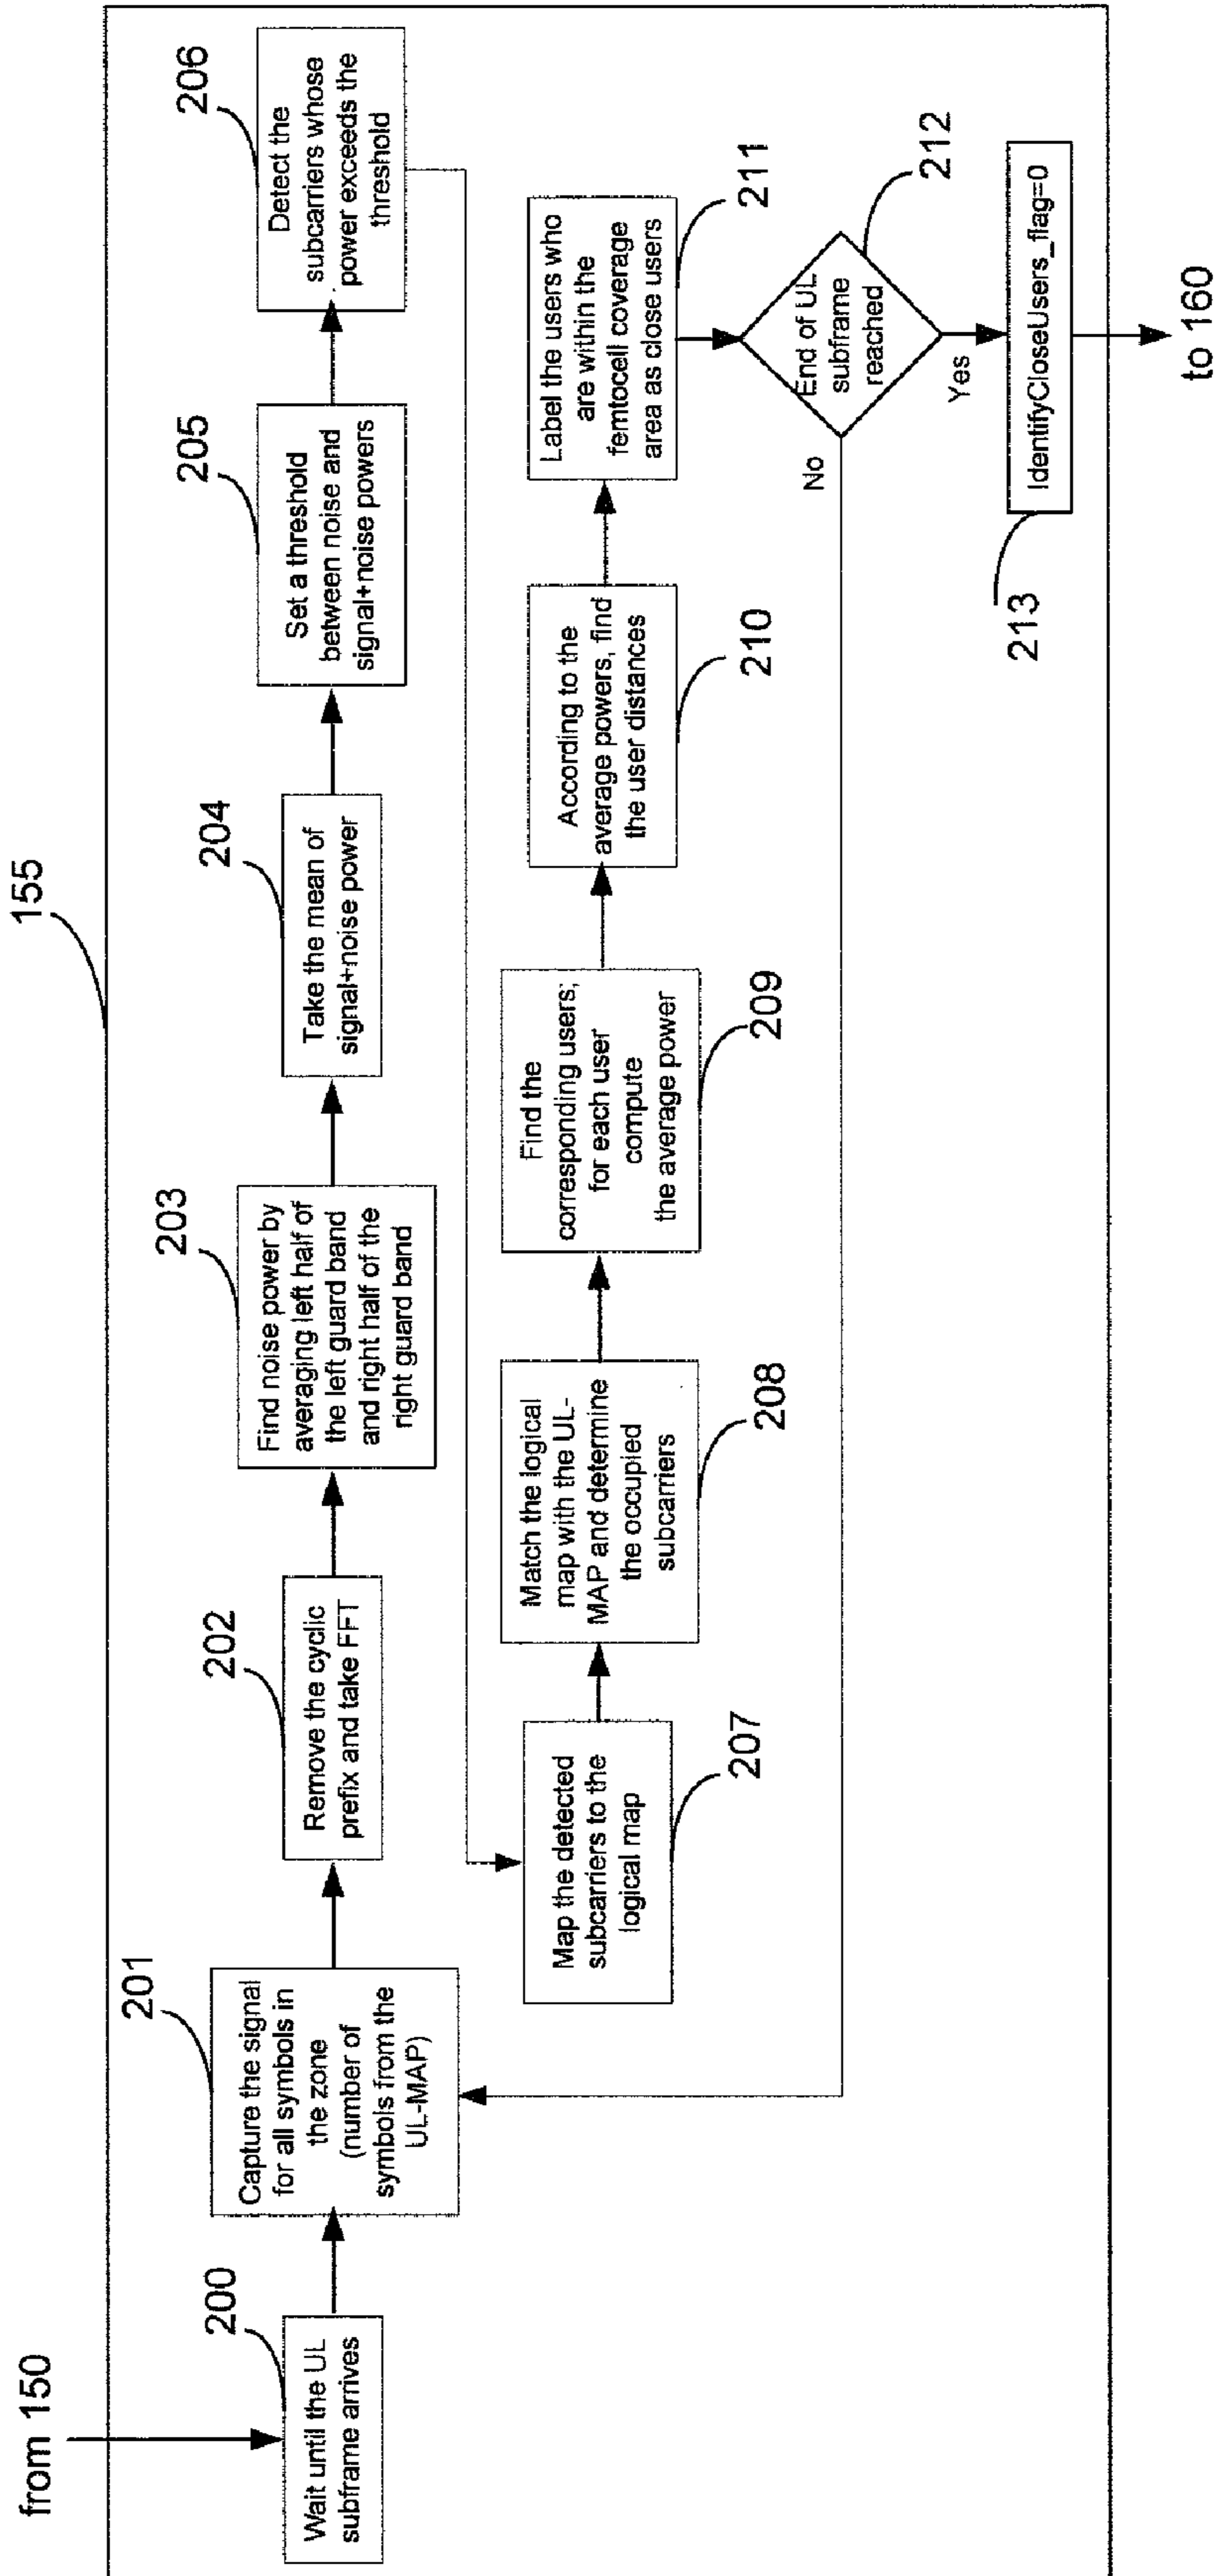 from 150
155
200
Wait until the UL
subframe arrives
201
Capture the signal
for all symbols in
the zone
(number of
symbols from the
UL-MAP)
202
Remove the cyclic
prefix and take FFT
203
Find noise power by
averaging left half of
the left guard band
and right half of the
right guard band
204
Take the mean of
signal+noise power
205
Set a threshold
between noise and
signal+noise powers
206
Detect the
subcarriers whose
power exceeds the
threshold
Map the detected
subcarriers to the
logical map
207
Match the logical
map with the UL-
MAP and determine
the occupied
subcarriers
208
Find the
corresponding users;
for each user
compute
the average power
209
According to the
average powers, find
the user distances
210
Label the users who
are within the
femtocell coverage
area as close users
211
End of UL
subframe
reached
212
No
Yes
IdentifyCloseUsers_flag=0
213
to 160